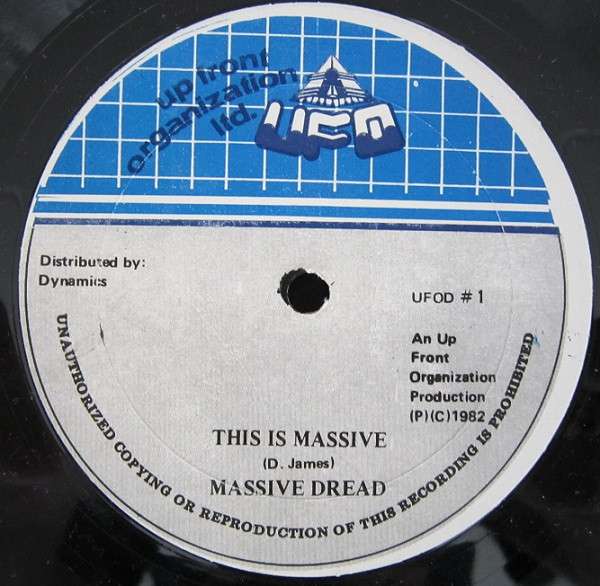 up front
organization
ltd.
UFO
Distributed by:
Dynamics
UFOD # 1
An Up
Front
Organization
Production
(P)(C)1982
THIS IS MASSIVE
(D. James)
MASSIVE DREAD
UNAUTHORIZED COPYING OR REPRODUCTION OF THIS RECORDING IS PROHIBITED